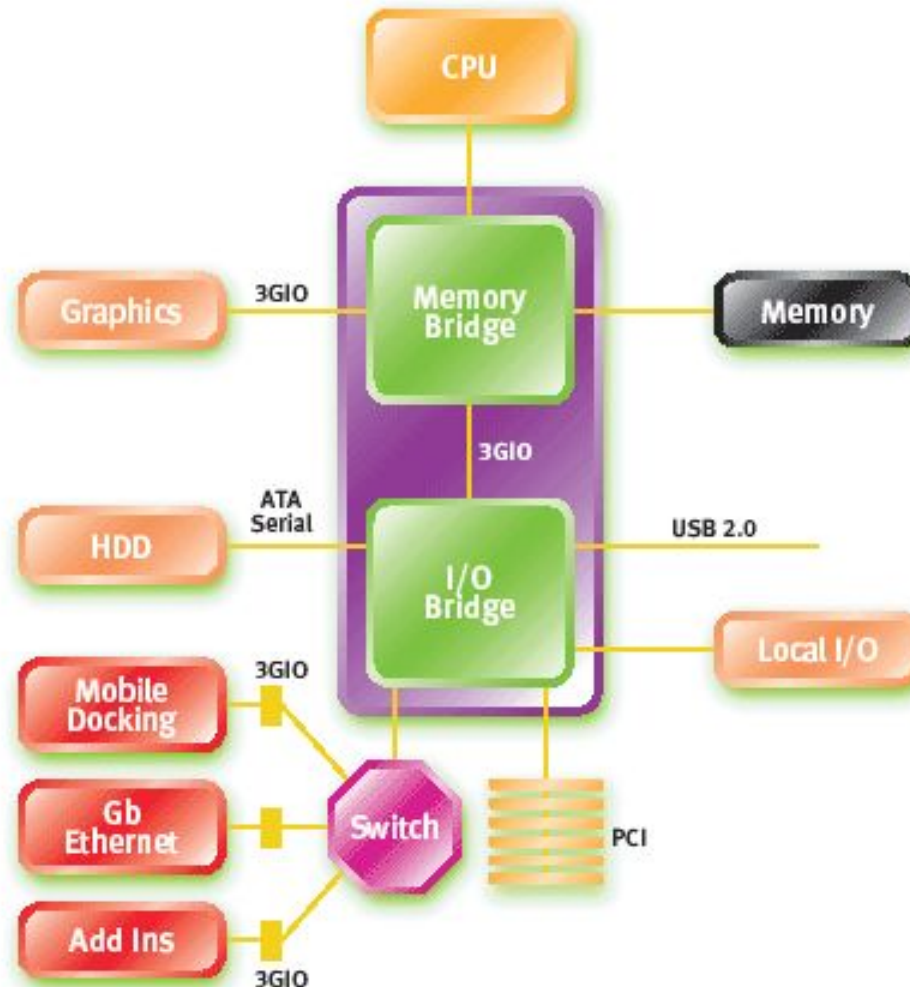 CPU
Graphics
3GIO
Memory
Bridge
Memory
3GIO
HDD
ATA
Serial
I/O
Bridge
USB 2.0
Local I/O
Mobile
Docking
3GIO
Gb
Ethernet
Switch
PCI
Add Ins
3GIO